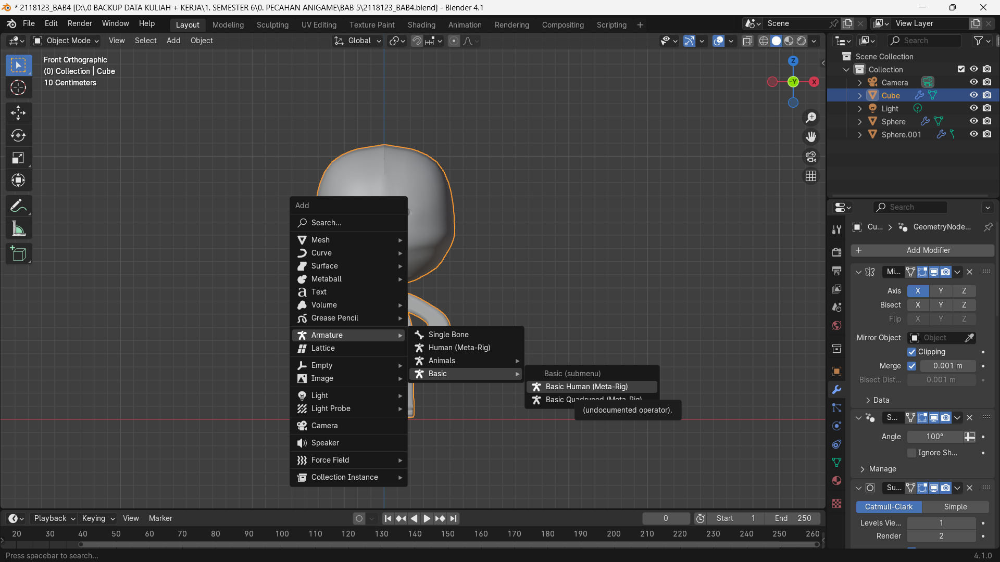 * 2118123_BAB4 [D:\.0 BACKUP DATA KULIAH + KERJA\1. SEMESTER 6\0. PECAHAN ANIGAME\BAB 5\2118123_BAB4.blend] - Blender 4.1
File Edit Render Window Help Layout Modeling Sculpting UV Editing Texture Paint Shading Animation Rendering Compositing Scripting + Scene View Layer
Object Mode View Select Add Object Global Search
Front Orthographic
(0) Collection | Cube
10 Centimeters
Z
-Y
X
Scene Collection
Collection
Camera
Cube
Light
Sphere
Sphere.001
Add
Search...
Mesh
Curve
Surface
Metaball
Text
Volume
Grease Pencil
Armature
Lattice
Empty
Image
Light
Light Probe
Camera
Speaker
Force Field
Collection Instance
Single Bone
Human (Meta-Rig)
Animals
Basic
Basic (submenu)
Basic Human (Meta-Rig)
Basic Quadruped (Meta-Rig)
(undocumented operator).
Search
Cu... > GeometryNode...
+ Add Modifier
Mi...
Axis X Y Z
Bisect X Y Z
Flip X Y Z
Mirror Object Object
Clipping
Merge 0.001 m
Bisect Dist... 0.001 m
Data
S...
Angle 100°
Ignore Sh...
Manage
Su...
Catmull-Clark Simple
Levels Vie... 1
Render 2
Playback Keying View Marker 0 Start 1 End 250
20 30 40 50 60 70 80 90 100 110 120 130 140 150 160 170 180 190 200 210 220 230 240 250 260
Press spacebar to search...
4.1.0